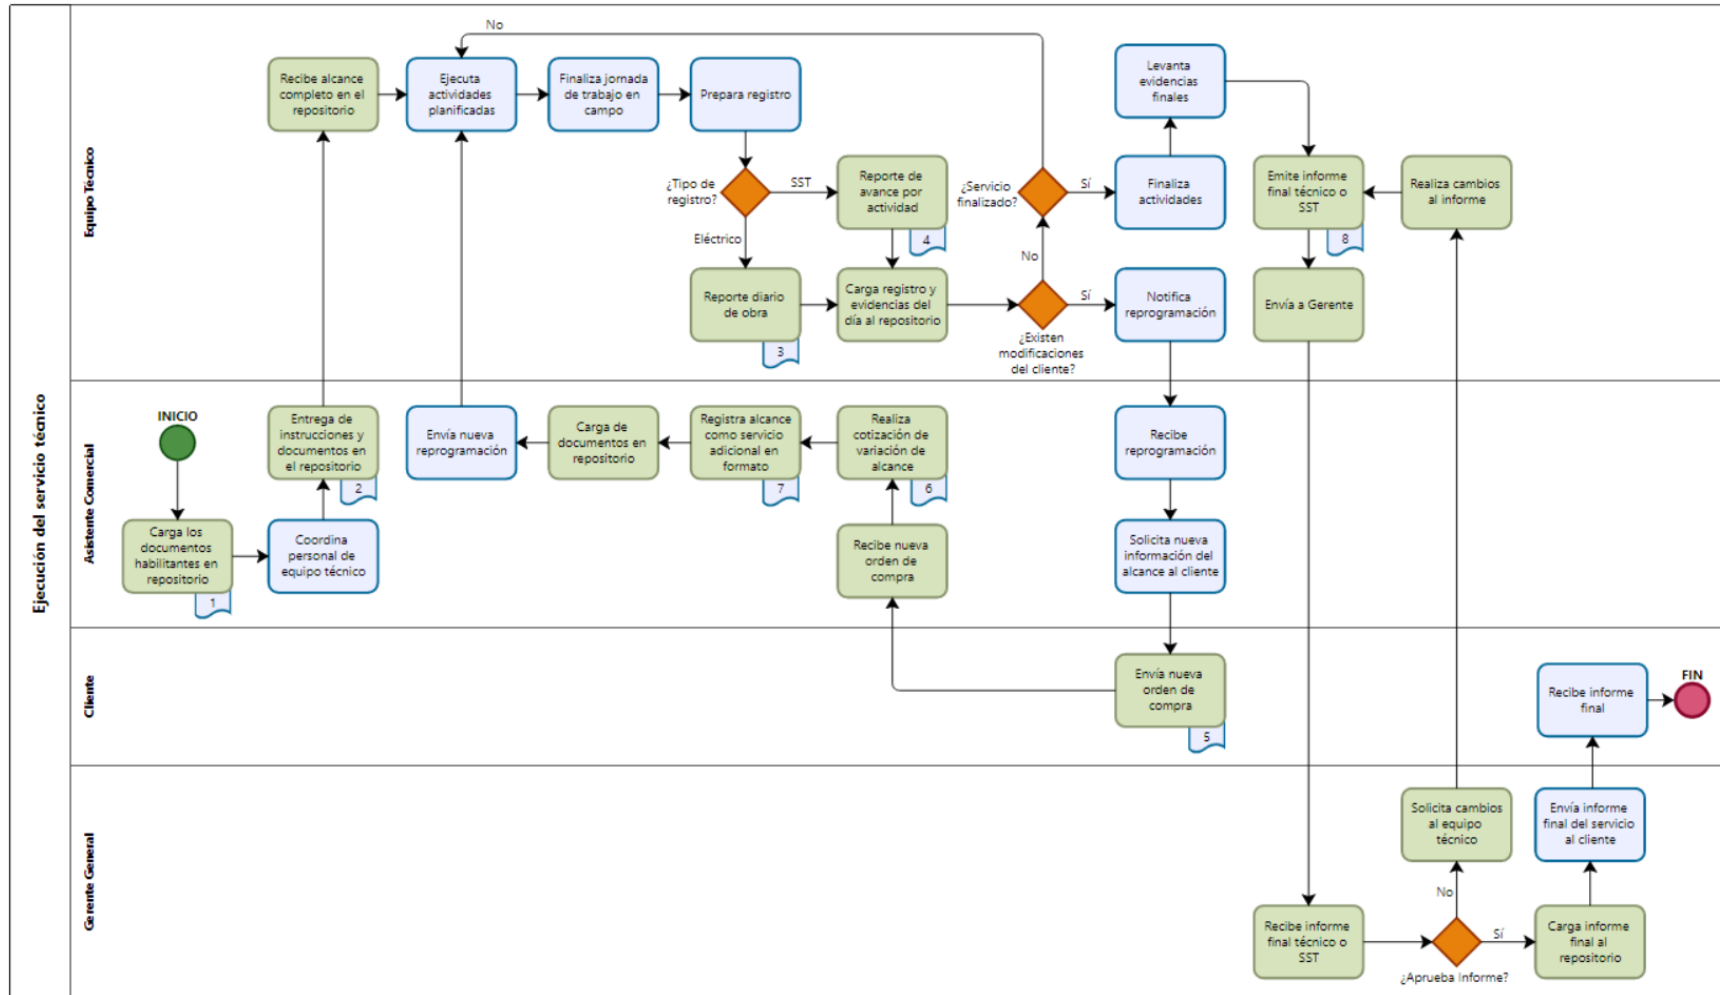 Ejecución del servicio técnico
Equipo Técnico
No
Recibe alcance
completo en el
repositorio
Ejecuta
actividades
planificadas
Finaliza jornada
de trabajo en
campo
Prepara registro
Levanta
evidencias
finales
¿Tipo de
registro?
SST
Eléctrico
Reporte de
avance por
actividad
4
¿Servicio
finalizado?
Sí
Finaliza
actividades
Emite informe
final técnico o
SST
8
Realiza cambios
al informe
Reporte diario
de obra
3
Carga registro y
evidencias del
día al repositorio
No
Sí
¿Existen
modificaciones
del cliente?
Notifica
reprogramación
Envía a Gerente
Asistente Comercial
INICIO
Carga los
documentos
habilitantes en
repositorio
1
Coordina
personal de
equipo técnico
Entrega de
instrucciones y
documentos en
el repositorio
2
Envía nueva
reprogramación
Carga de
documentos en
repositorio
Registra alcance
como servicio
adicional en
formato
7
Realiza
cotización de
variación de
alcance
6
Recibe nueva
orden de
compra
Recibe
reprogramación
Solicita nueva
información del
alcance al cliente
Cliente
Envía nueva
orden de
compra
5
Recibe informe
final
FIN
Gerente General
Solicita cambios
al equipo
técnico
Envía informe
final del servicio
al cliente
No
Recibe informe
final técnico o
SST
¿Aprueba Informe?
Sí
Carga informe
final al
repositorio